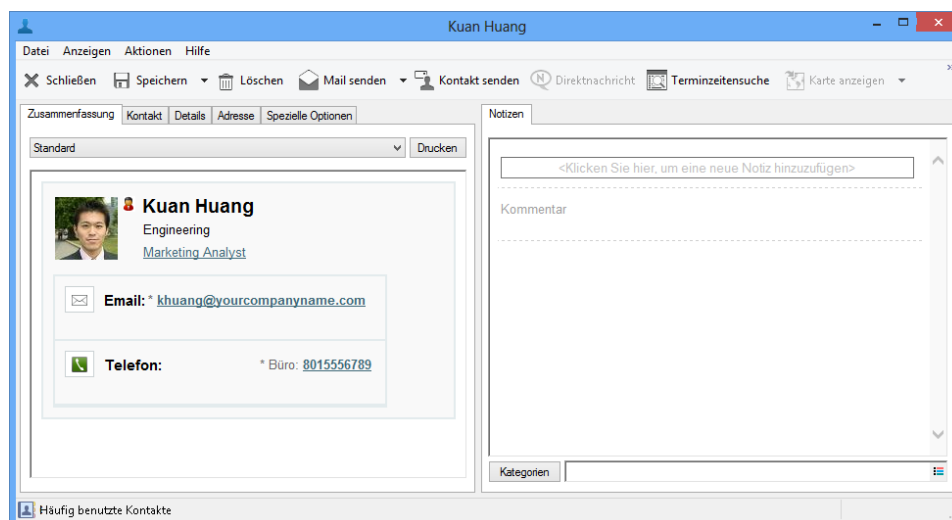 Kuan Huang
Datei Anzeigen Aktionen Hilfe
Schließen Speichern Löschen Mail senden Kontakt senden Direktnachricht Terminzeitensuche Karte anzeigen
Zusammenfassung Kontakt Details Adresse Spezielle Optionen
Notizen
Standard Drucken
<Klicken Sie hier, um eine neue Notiz hinzuzufügen>
Kommentar
Kuan Huang
Engineering
Marketing Analyst
Email: * khuang@yourcompanyname.com
Telefon: * Büro: 8015556789
Kategorien
Häufig benutzte Kontakte